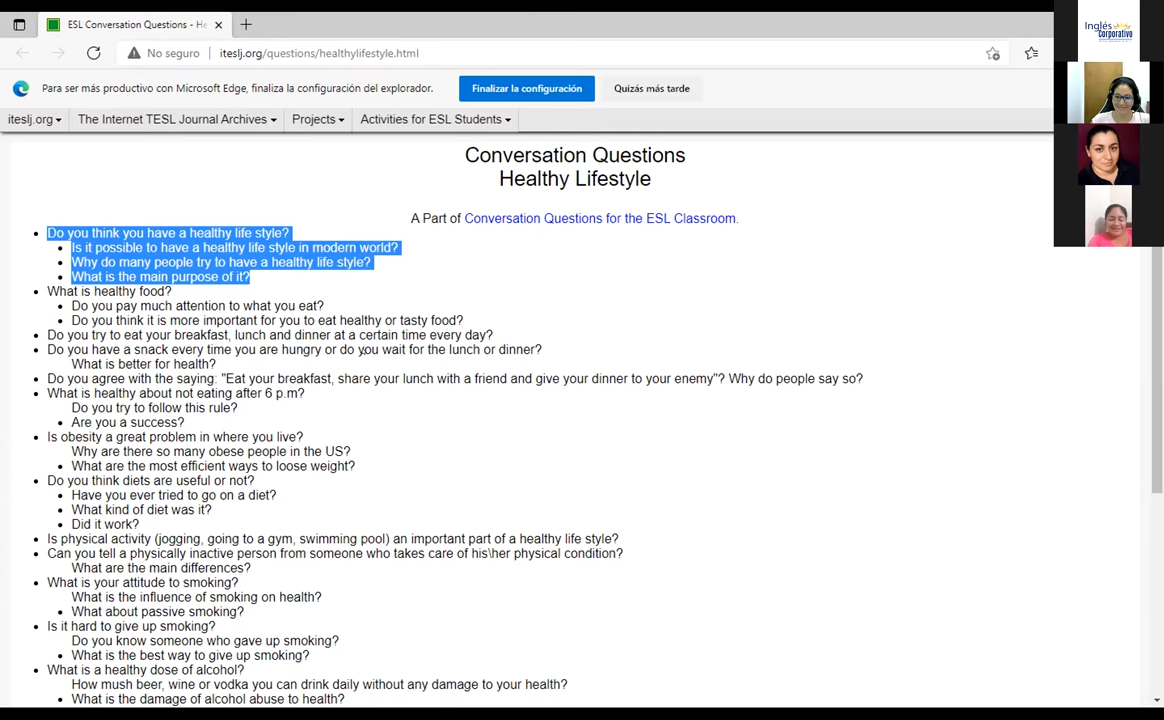 ESL Conversation Questions - He
No seguro
iteslj.org/questions/healthylifestyle.html
Para ser más productivo con Microsoft Edge, finaliza la configuración del explorador.
Finalizar la configuración
Quizás más tarde
iteslj.org
The Internet TESL Journal Archives
Projects
Activities for ESL Students
Inglés
Corporativo
Conversation Questions
Healthy Lifestyle
A Part of Conversation Questions for the ESL Classroom.
Do you think you have a healthy life style?
Is it possible to have a healthy life style in modern world?
Why do many people try to have a healthy life style?
What is the main purpose of it?
What is healthy food?
Do you pay much attention to what you eat?
Do you think it is more important for you to eat healthy or tasty food?
Do you try to eat your breakfast, lunch and dinner at a certain time every day?
Do you have a snack every time you are hungry or do you wait for the lunch or dinner?
What is better for health?
Do you agree with the saying: "Eat your breakfast, share your lunch with a friend and give your dinner to your enemy"? Why do people say so?
What is healthy about not eating after 6 p.m?
Do you try to follow this rule?
Are you a success?
Is obesity a great problem in where you live?
Why are there so many obese people in the US?
What are the most efficient ways to loose weight?
Do you think diets are useful or not?
Have you ever tried to go on a diet?
What kind of diet was it?
Did it work?
Is physical activity (jogging, going to a gym, swimming pool) an important part of a healthy life style?
Can you tell a physically inactive person from someone who takes care of his\her physical condition?
What are the main differences?
What is your attitude to smoking?
What is the influence of smoking on health?
What about passive smoking?
Is it hard to give up smoking?
Do you know someone who gave up smoking?
What is the best way to give up smoking?
What is a healthy dose of alcohol?
How mush beer, wine or vodka you can drink daily without any damage to your health?
What is the damage of alcohol abuse to health?